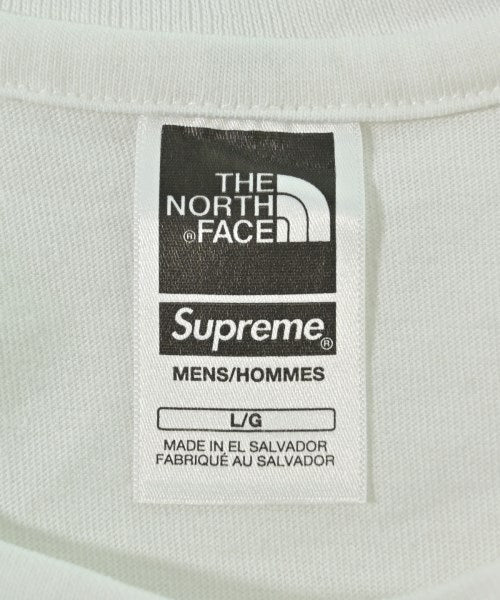 THE
NORTH
®FACE
Supreme®
MENS/HOMMES
L/G
MADE IN EL SALVADOR
FABRIQUÉ AU SALVADOR